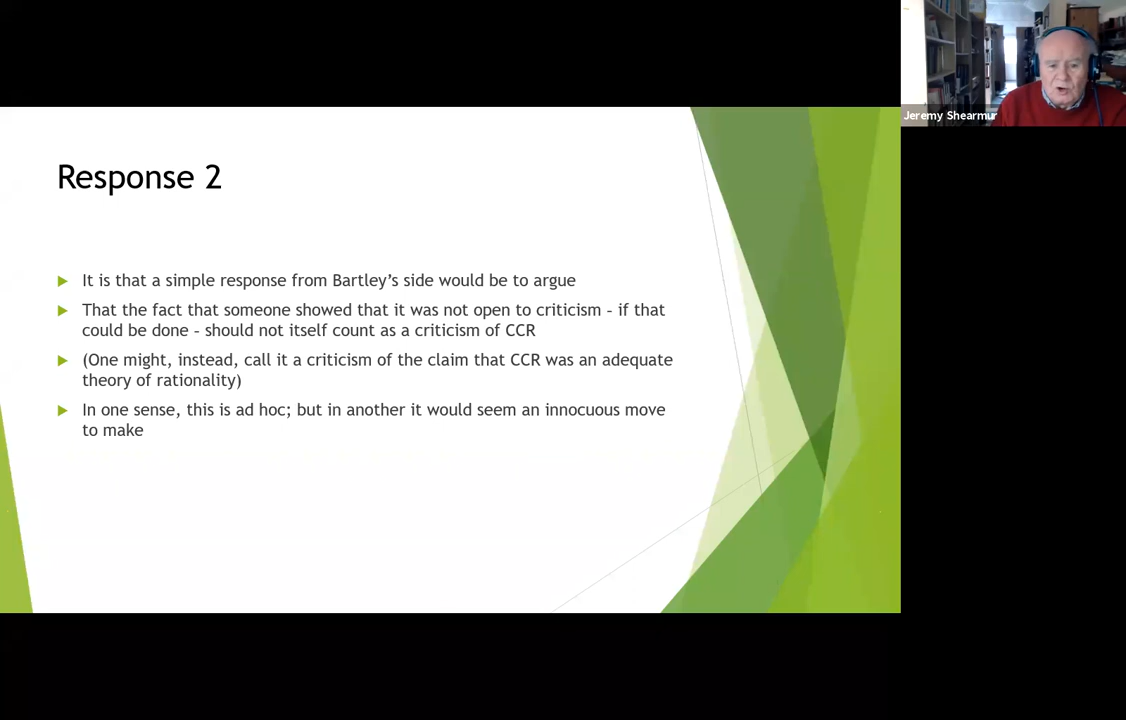 Jeremy Shearmur
Response 2
It is that a simple response from Bartley's side would be to argue
That the fact that someone showed that it was not open to criticism – if that
could be done – should not itself count as a criticism of CCR
(One might, instead, call it a criticism of the claim that CCR was an adequate
theory of rationality)
In one sense, this is ad hoc; but in another it would seem an innocuous move
to make